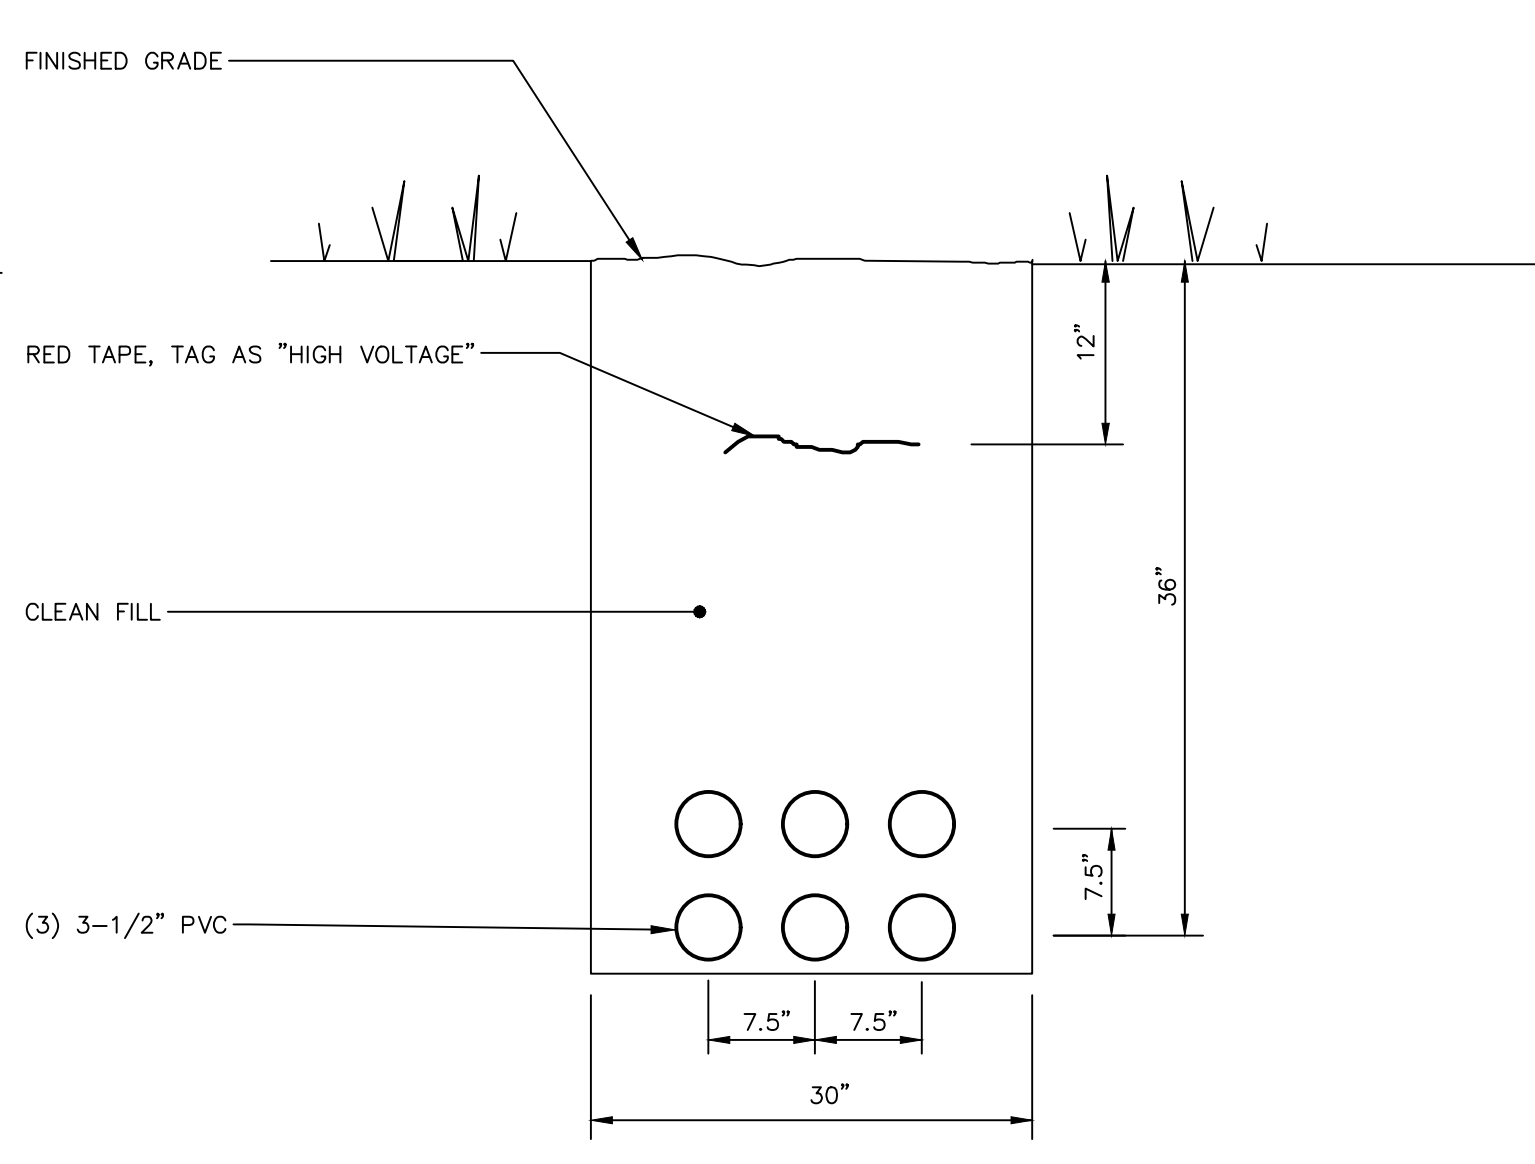 FINISHED GRADE
RED TAPE, TAG AS "HIGH VOLTAGE"
12"
36"
CLEAN FILL
7.5"
(3) 3-1/2" PVC
7.5" 7.5"
30"